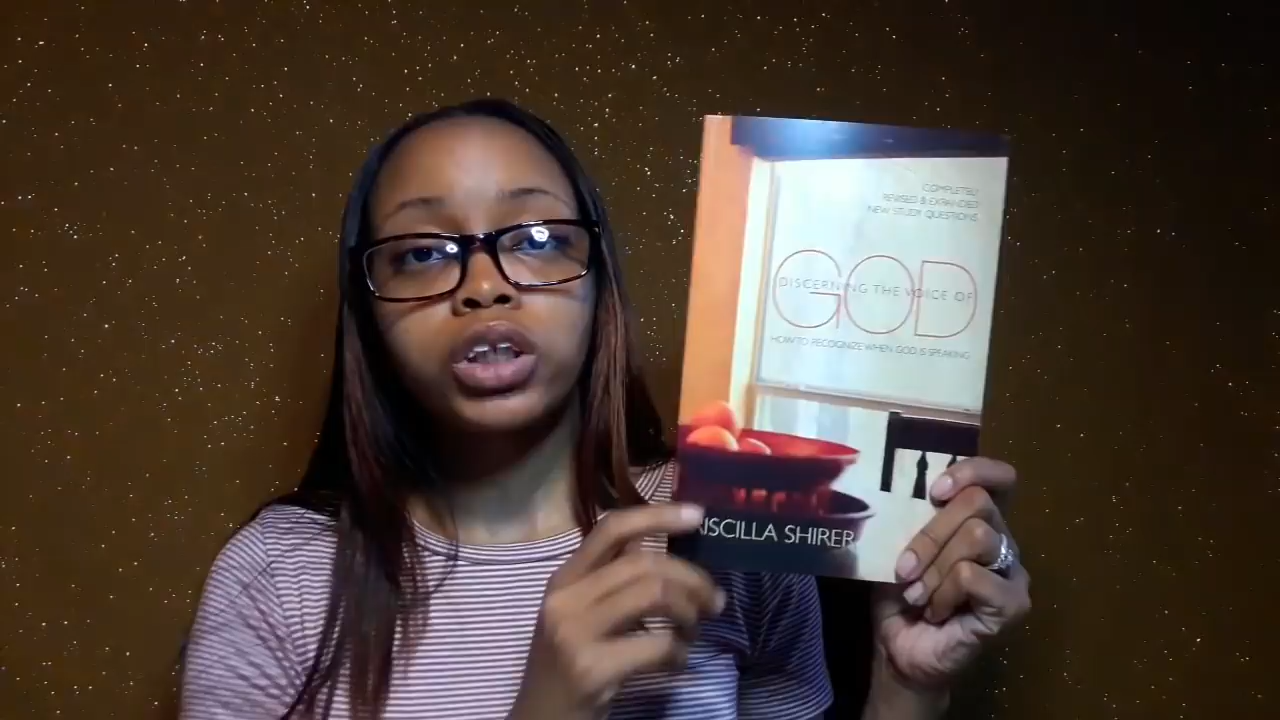 COMPLETELY
REVISED & EXPANDED
NEW STUDY QUESTIONS
DISCERNING THE VOICE OF
GOD
HOW TO RECOGNIZE WHEN GOD IS SPEAKING
RISCILLA SHIRER